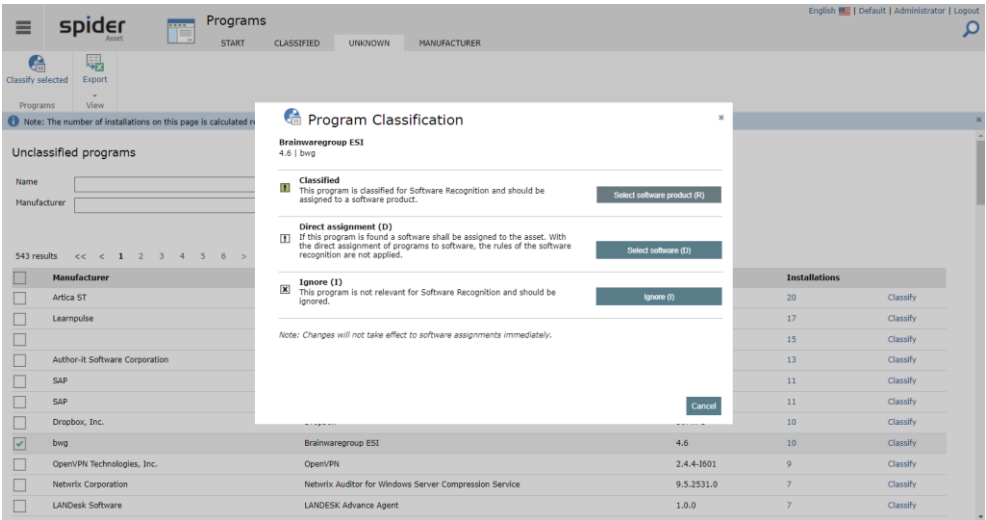 English | Default | Administrator | Logout
spider
Asset
Programs
START CLASSIFIED UNKNOWN MANUFACTURER
Classify selected Export
Programs View
Note: The number of installations on this page is calculated
Program Classification
Brainwaregroup ESI
4.6 | bwg
Classified
This program is classified for Software Recognition and should be
assigned to a software product.
Select software product (R)
Direct assignment (D)
If this program is found a software shall be assigned to the asset. With
the direct assignment of programs to software, the rules of the software
recognition are not applied.
Select software (D)
Ignore (I)
This program is not relevant for Software Recognition and should be
ignored.
Ignore (I)
Note: Changes will not take effect to software assignments immediately.
Cancel
Unclassified programs
Name
Manufacturer
543 results << < 1 2 3 4 5 6 >
Manufacturer Installations
Artica ST 20 Classify
Learnpulse 17 Classify
15 Classify
Author-it Software Corporation 13 Classify
SAP 11 Classify
SAP 11 Classify
Dropbox, Inc. 10 Classify
bwg Brainwaregroup ESI 4.6 10 Classify
OpenVPN Technologies, Inc. OpenVPN 2.4.4-I601 9 Classify
Netwrix Corporation Netwrix Auditor for Windows Server Compression Service 9.5.2531.0 7 Classify
LANDesk Software LANDESK Advance Agent 1.0.0 7 Classify